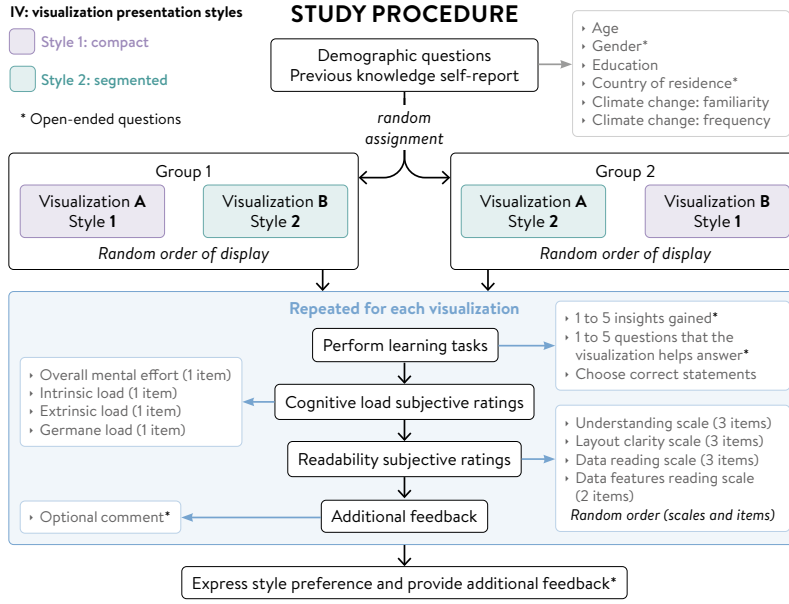 IV: visualization presentation styles
Style 1: compact
Style 2: segmented
* Open-ended questions
STUDY PROCEDURE
Demographic questions
Previous knowledge self-report
‣ Age
‣ Gender*
‣ Education
‣ Country of residence*
‣ Climate change: familiarity
‣ Climate change: frequency
random
assignment
Group 1
Visualization A
Style 1
Visualization B
Style 2
Random order of display
Group 2
Visualization A
Style 2
Visualization B
Style 1
Random order of display
Repeated for each visualization
Perform learning tasks
‣ 1 to 5 insights gained*
‣ 1 to 5 questions that the
visualization helps answer*
‣ Choose correct statements
Cognitive load subjective ratings
‣ Overall mental effort (1 item)
‣ Intrinsic load (1 item)
‣ Extrinsic load (1 item)
‣ Germane load (1 item)
Readability subjective ratings
‣ Understanding scale (3 items)
‣ Layout clarity scale (3 items)
‣ Data reading scale (3 items)
‣ Data features reading scale
(2 items)
Random order (scales and items)
Additional feedback
‣ Optional comment*
Express style preference and provide additional feedback*